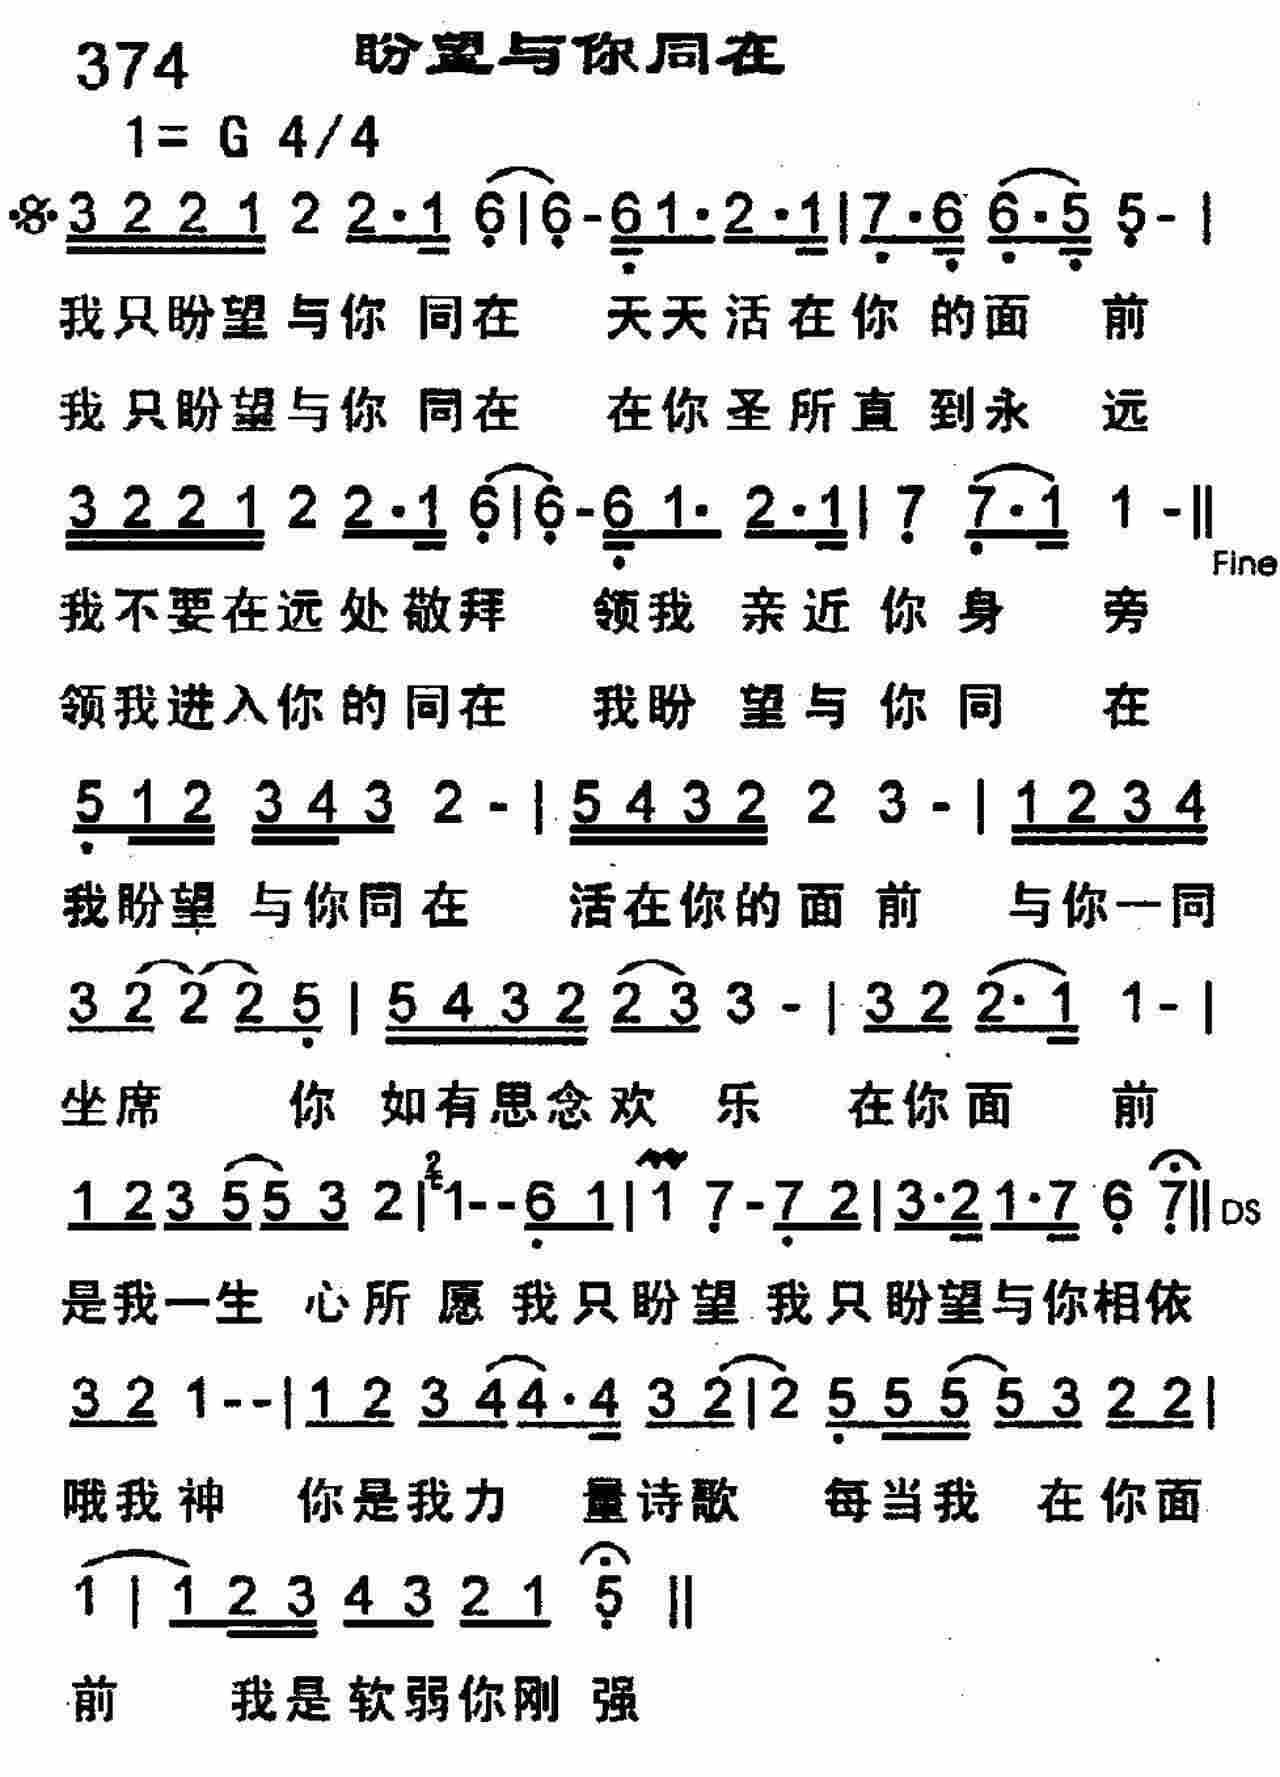 374 盼望与你同在
1= G 4/4
3 2 2 1 2 2·1 6|6-6 1·2·1|7·6 6·5 5-|
我只盼望与你同在 天天活在你的面前
我只盼望与你同在 在你圣所直到永远
3 2 2 1 2 2·1 6|6-6 1· 2·1|7 7·1 1-‖
Fine
我不要在远处敬拜 领我亲近你身旁
领我进入你的同在 我盼望与你同在
5 1 2 3 4 3 2-|5 4 3 2 2 3-|1 2 3 4
我盼望与你同在 活在你的面前 与你一同
3 2 2 2 5|5 4 3 2 2 3 3-|3 2 2·1 1-|
坐席 你如有思念欢乐 在你面前
1 2 3 5 5 3 2|2 1--6 1|1 7-7 2|3·2 1·7 6 7‖DS
是我一生心所愿我只盼望我只盼望与你相依
3 2 1--|1 2 3 4 4·4 3 2|2 5 5 5 5 3 2 2|
哦我神 你是我力量诗歌 每当我在你面
1|1 2 3 4 3 2 1 5‖
前 我是软弱你刚强